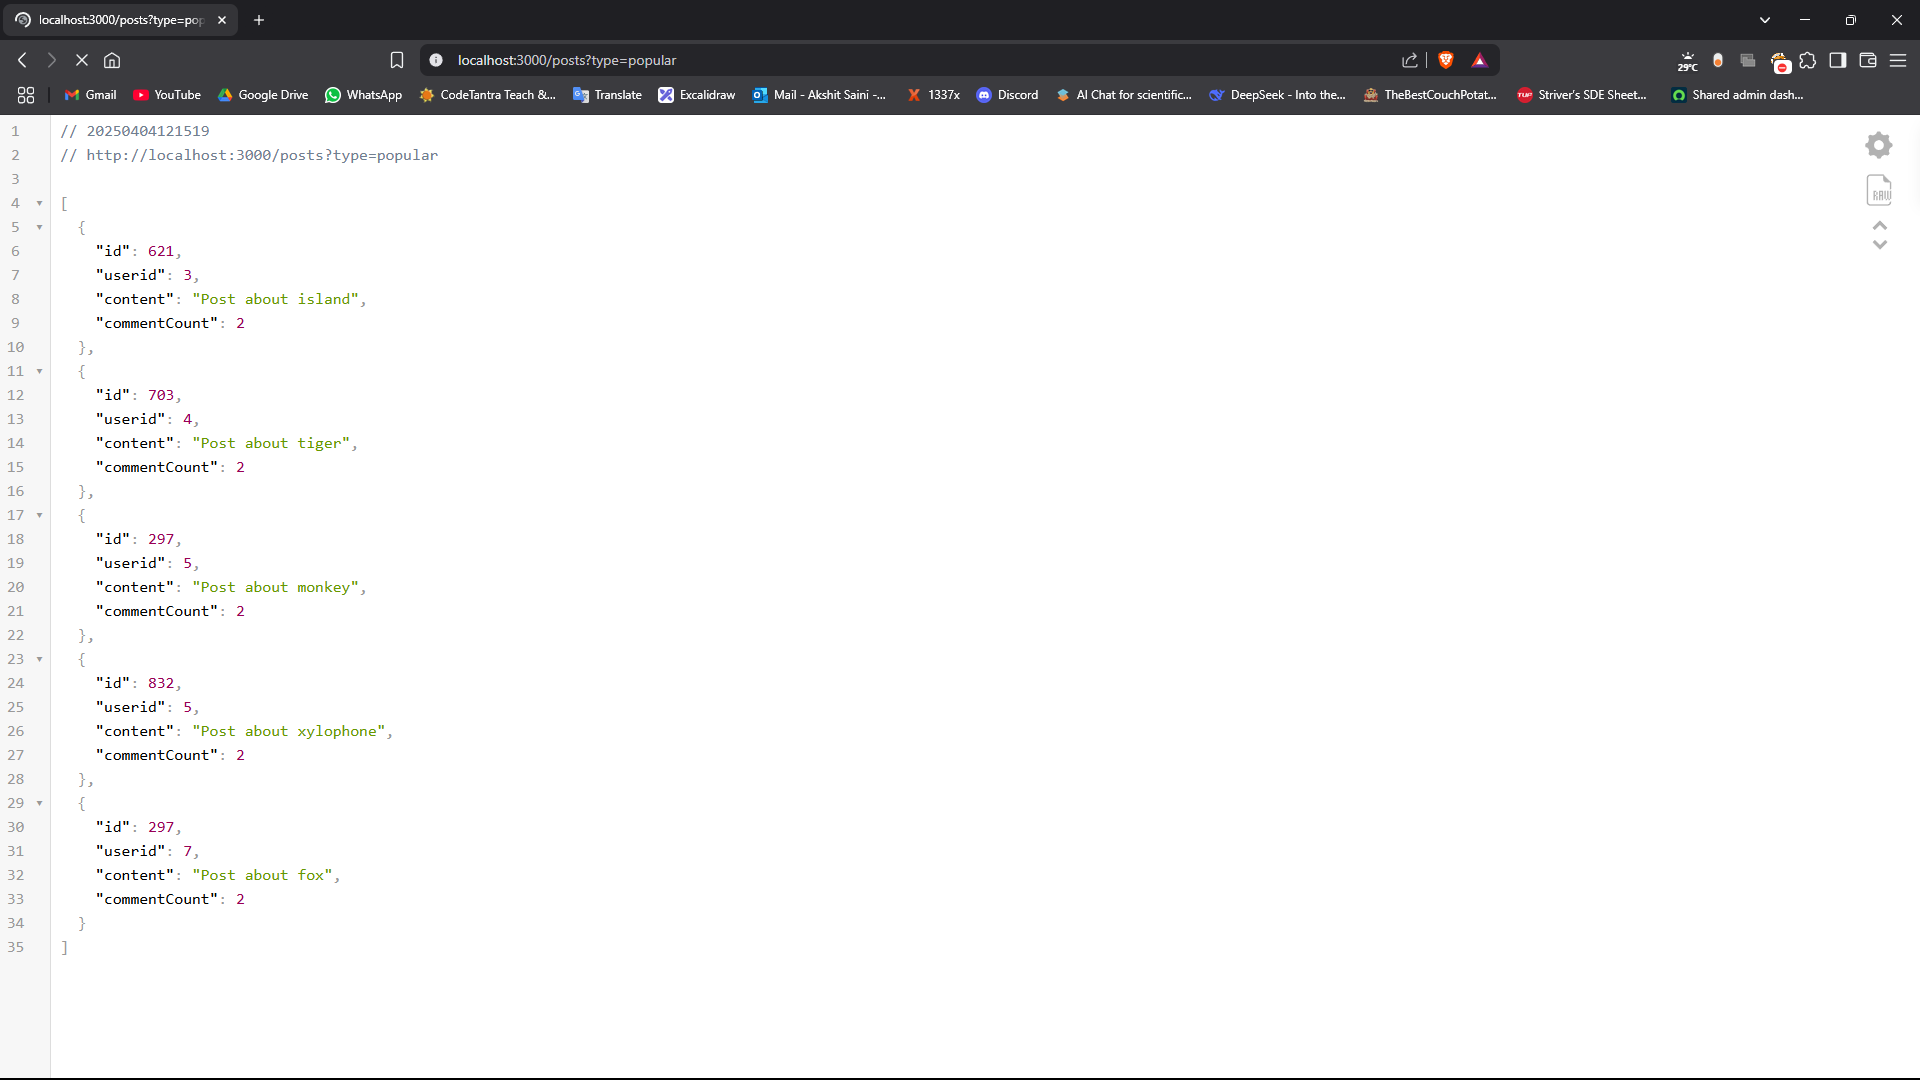 localhost:3000/posts?type=pop
localhost:3000/posts?type=popular
29°C
Gmail
YouTube
Google Drive
WhatsApp
CodeTantra Teach &...
Translate
Excalidraw
Mail - Akshit Saini -...
1337x
Discord
AI Chat for scientific...
DeepSeek - Into the...
TheBestCouchPotat...
TUF
Striver's SDE Sheet...
Shared admin dash...
1 // 20250404121519
2 // http://localhost:3000/posts?type=popular
3
4 [
5 {
6 "id": 621,
7 "userid": 3,
8 "content": "Post about island",
9 "commentCount": 2
10 },
11 {
12 "id": 703,
13 "userid": 4,
14 "content": "Post about tiger",
15 "commentCount": 2
16 },
17 {
18 "id": 297,
19 "userid": 5,
20 "content": "Post about monkey",
21 "commentCount": 2
22 },
23 {
24 "id": 832,
25 "userid": 5,
26 "content": "Post about xylophone",
27 "commentCount": 2
28 },
29 {
30 "id": 297,
31 "userid": 7,
32 "content": "Post about fox",
33 "commentCount": 2
34 }
35 ]
RAW